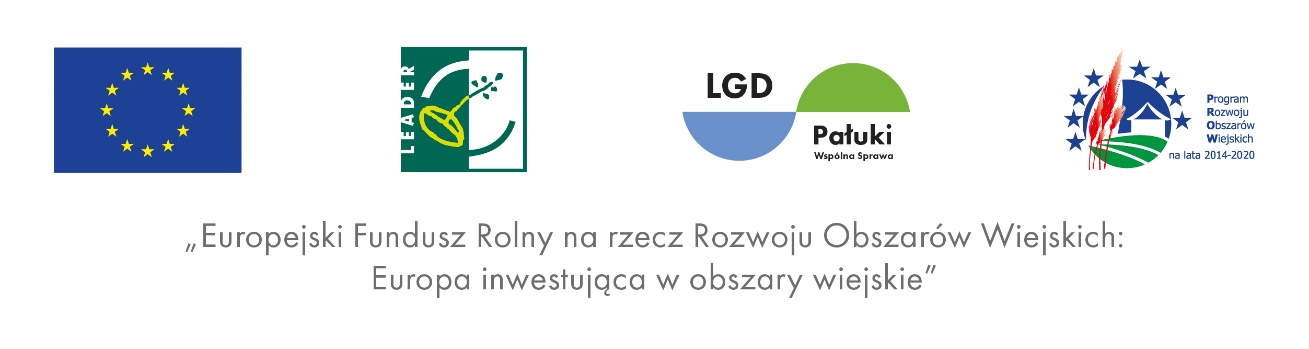 LEADER
LGD
Pałuki
Wspólna Sprawa
Program
Rozwoju
Obszarów
Wiejskich
na lata 2014-2020
„Europejski Fundusz Rolny na rzecz Rozwoju Obszarów Wiejskich:
Europa inwestująca w obszary wiejskie”